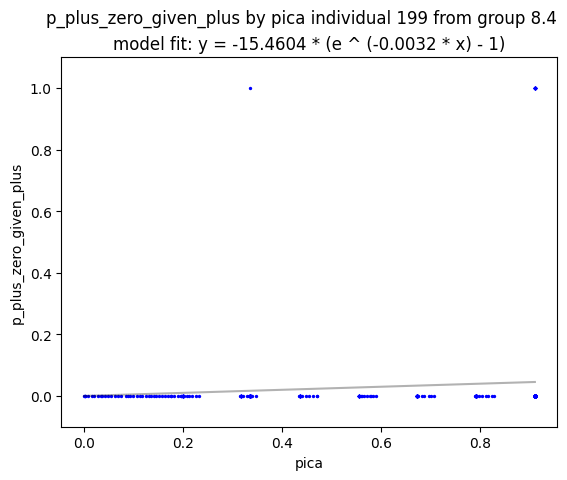 p_plus_zero_given_plus by pica individual 199 from group 8.4
model fit: y = -15.4604 * (e ^ (-0.0032 * x) - 1)
1.0
0.8
0.6
0.4
0.2
0.0
p_plus_zero_given_plus
0.0 0.2 0.4 0.6 0.8
pica